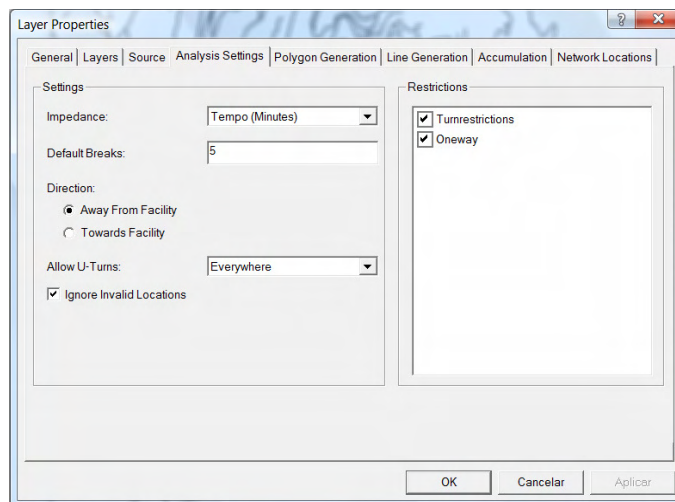 Layer Properties
General Layers Source Analysis Settings Polygon Generation Line Generation Accumulation Network Locations
Settings
Impedance: Tempo (Minutes)
Default Breaks: 5
Direction:
Away From Facility
Towards Facility
Allow U-Turns: Everywhere
Ignore Invalid Locations
Restrictions
Turnrestrictions
Oneway
OK Cancelar Aplicar